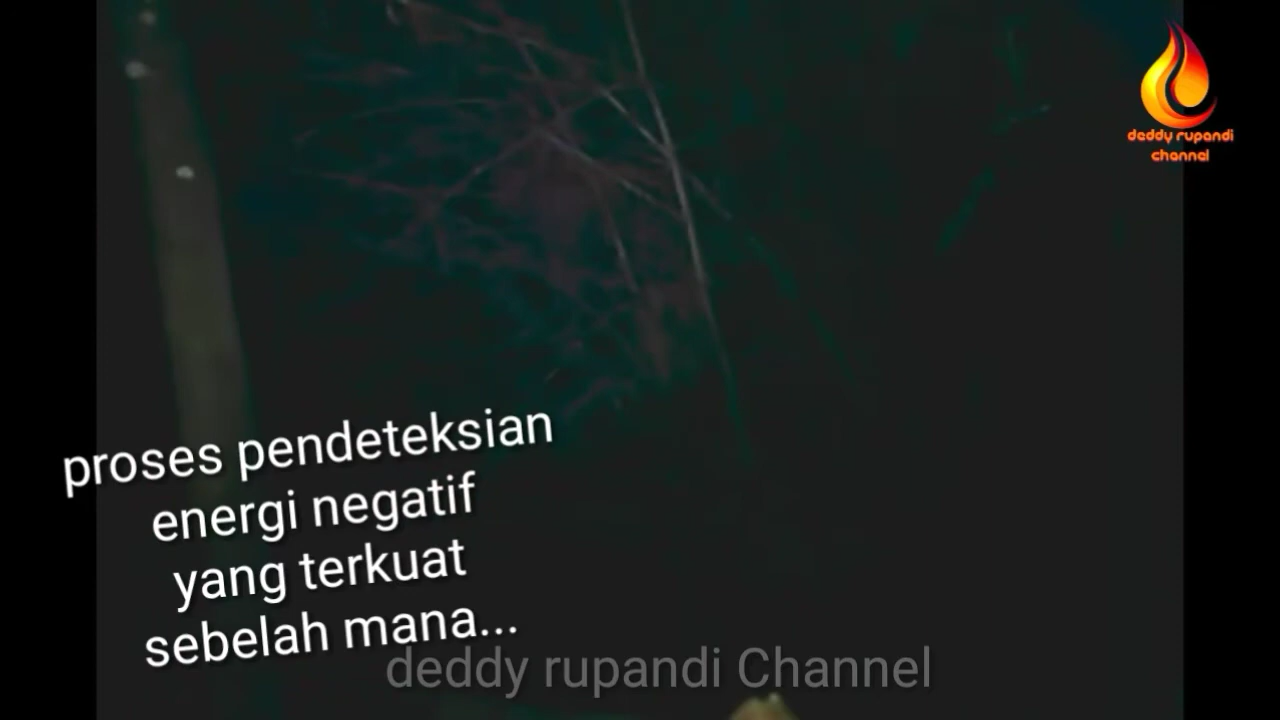 deddy rupandi
channel
proses pendeteksian
energi negatif
yang terkuat
sebelah mana...
deddy rupandi Channel